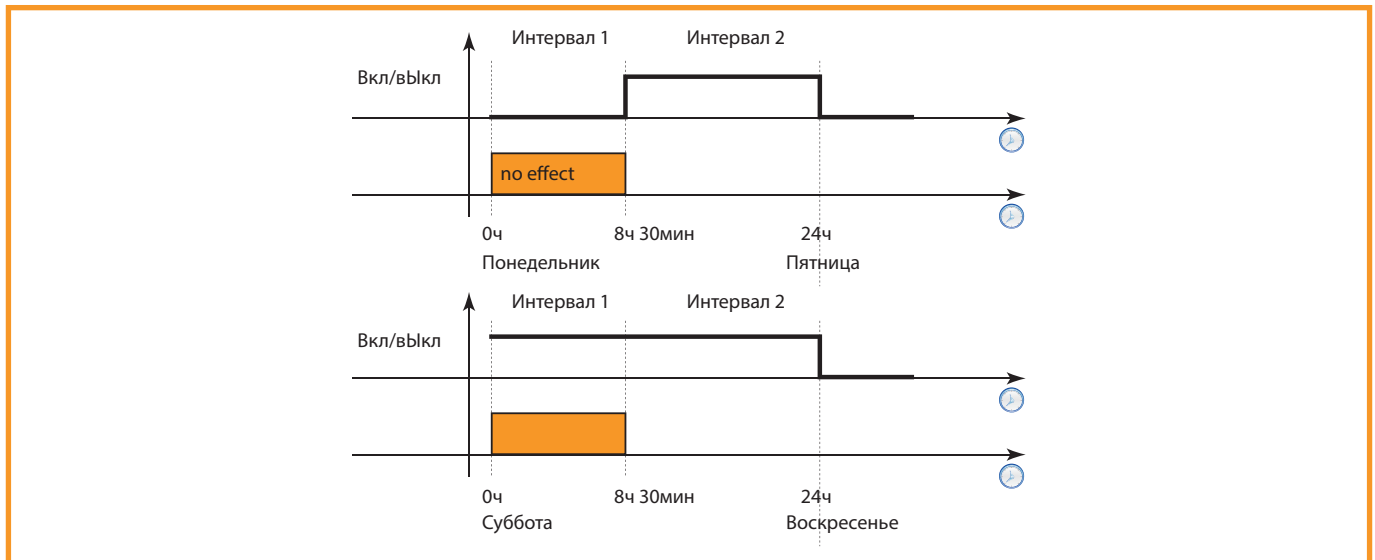 Интервал 1 Интервал 2
Вкл/вЫкл
no effect
0ч 8ч 30мин 24ч
Понедельник Пятница
Интервал 1 Интервал 2
Вкл/вЫкл
0ч 8ч 30мин 24ч
Суббота Воскресенье